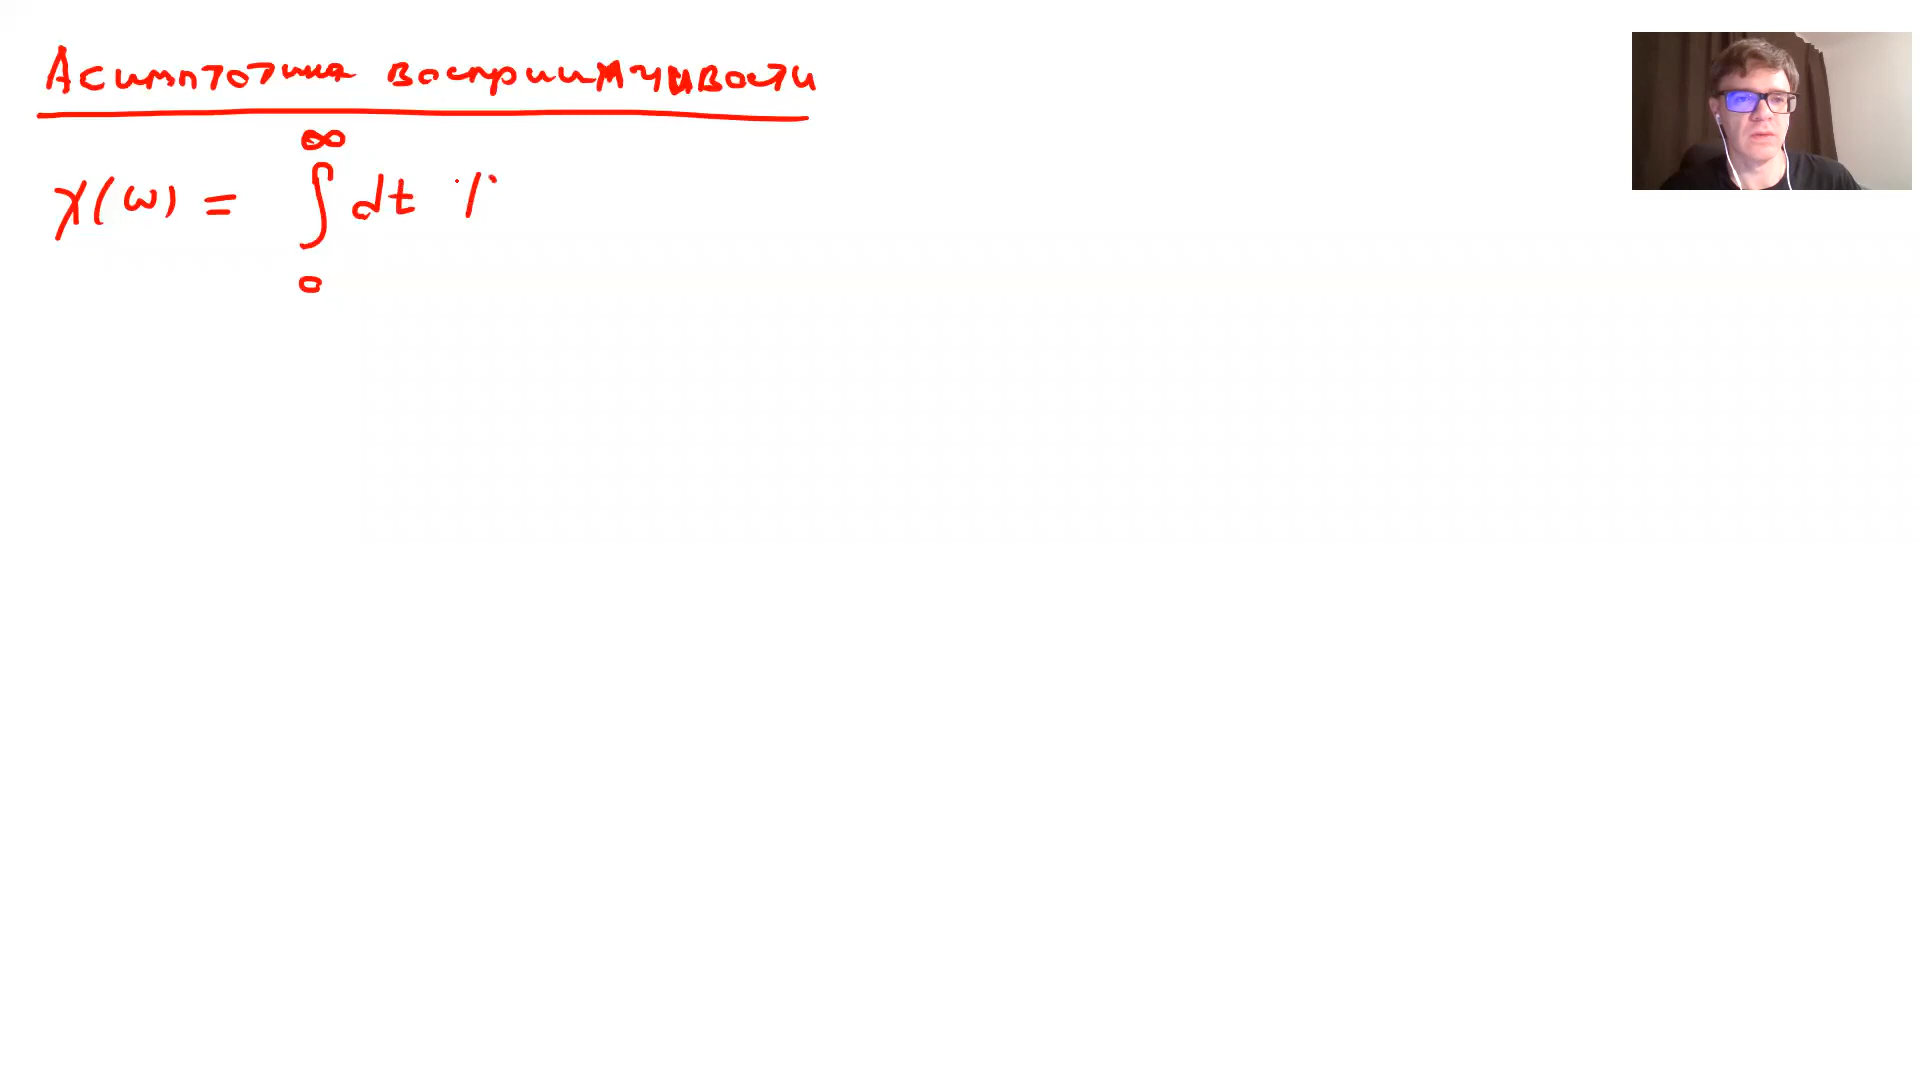 Асимптотика восприимчивости
χ(ω) = ∫₀^∞ dt